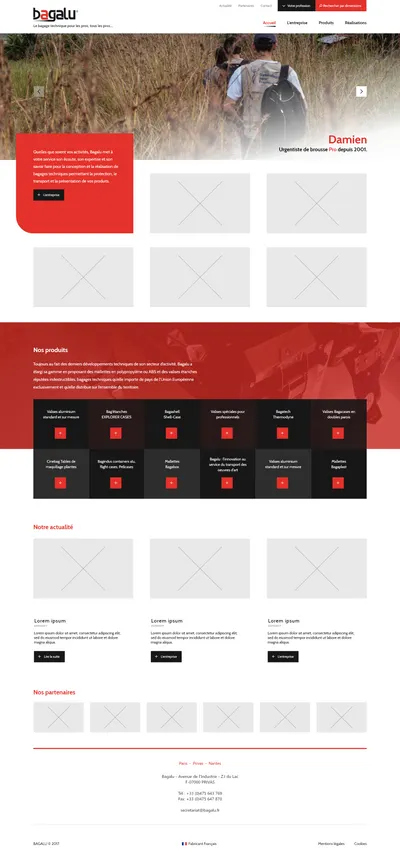 Actualité Partenaires Contact Votre profession Rechercher par dimensions
bagalu
Le bagage technique pour les pros, tous les pros...
Accueil L'entreprise Produits Réalisations
Damien
Urgentiste de brousse Pro depuis 2001.
Quelles que soient vos activités, Bagalu met à
votre service son écoute, son expertise et son
savoir faire pour la conception et la réalisation de
bagages techniques permettant la protection, le
transport et la présentation de vos produits.
L'entreprise
Nos produits
Toujours au fait des derniers développements techniques de son secteur d'activité, Bagalu a
élargi sa gamme en proposant des mallettes en polypropylène ou ABS et des valises étanches
réputées indestructibles, bagages techniques qu'elle importe de pays de l'Union Européenne
exclusivement et qu'elle distribue sur l'ensemble du territoire.
Valises aluminium
standard et sur mesure
Bag'étanches
EXPLORER CASES
Bagashell
Shell Case
Valises spéciales pour
professionnels
Bagatech
Thermodyne
Valises Bagacases en
doubles parois
Cinebag Tables de
maquillage pliantes
Bagindus containers alu,
flight cases, Pelicases
Mallettes
Bagabox
Bagalu : l'innovation au
service du transport des
oeuvres d'art
Valises aluminium
standard et sur mesure
Mallettes
Bagaplast
Notre actualité
Lorem ipsum
Lorem ipsum dolor sit amet, consectetur adipiscing elit,
sed do eiusmod tempor incididunt ut labore et dolore
magna aliqua.
Lire la suite
Lorem ipsum
Lorem ipsum dolor sit amet, consectetur adipiscing elit,
sed do eiusmod tempor incididunt ut labore et dolore
magna aliqua.
L'entreprise
Lorem ipsum
Lorem ipsum dolor sit amet, consectetur adipiscing elit,
sed do eiusmod tempor incididunt ut labore et dolore
magna aliqua.
L'entreprise
Nos partenaires
Paris - Privas - Nantes
Bagalu - Avenue de l'Industrie - Z.I du Lac
F-07000 PRIVAS
Tél : +33 (0)475 643 789
Fax: +33 (0)475 647 870
secretariat@bagalu.fr
BAGALU © 2017 Fabricant Français Mentions légales Cookies